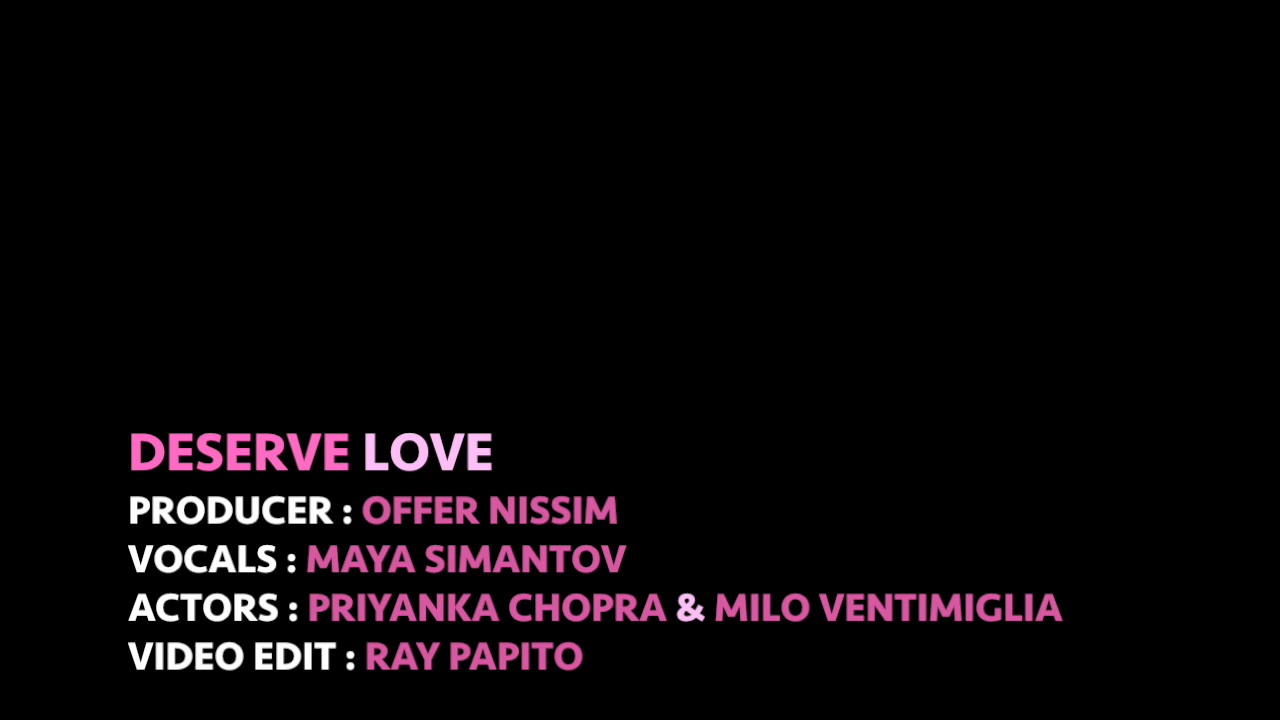 DESERVE LOVE
PRODUCER : OFFER NISSIM
VOCALS : MAYA SIMANTOV
ACTORS : PRIYANKA CHOPRA & MILO VENTIMIGLIA
VIDEO EDIT : RAY PAPITO